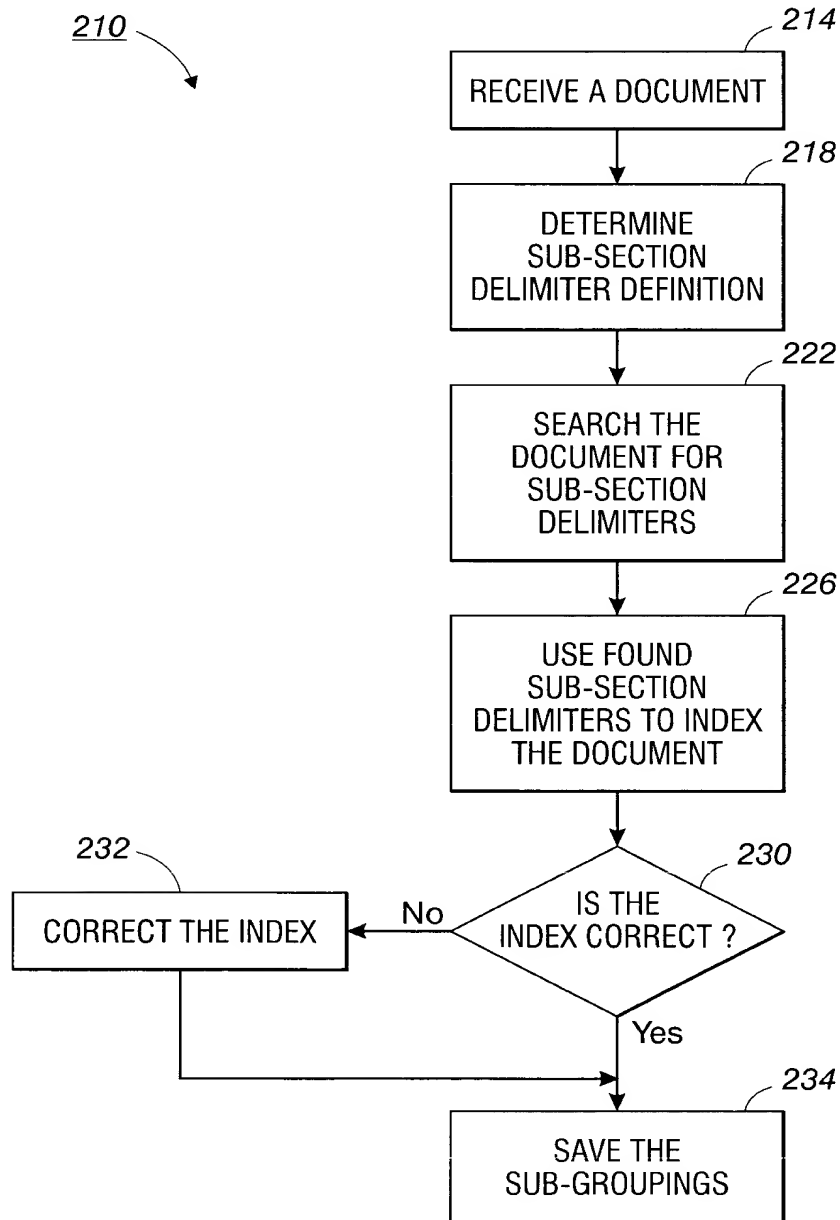 210
214
RECEIVE A DOCUMENT
218
DETERMINE
SUB-SECTION
DELIMITER DEFINITION
222
SEARCH THE
DOCUMENT FOR
SUB-SECTION
DELIMITERS
226
USE FOUND
SUB-SECTION
DELIMITERS TO INDEX
THE DOCUMENT
230
IS THE
INDEX CORRECT ?
No
232
CORRECT THE INDEX
Yes
234
SAVE THE
SUB-GROUPINGS